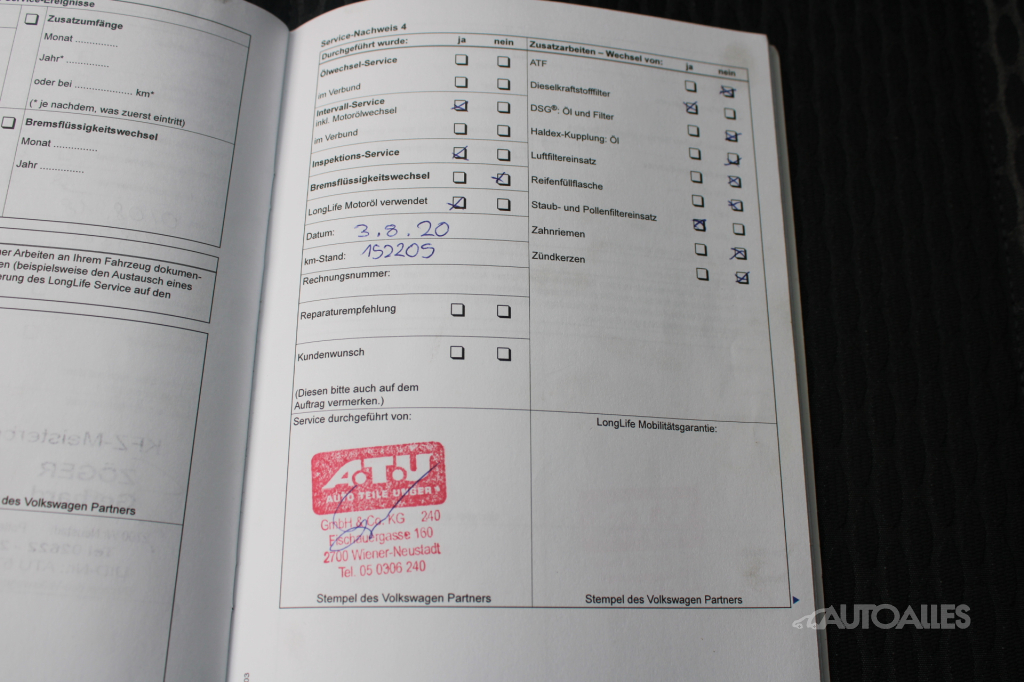 Service-Ereignisse
Zusatzumfänge
Monat ..............
Jahr* ..............
oder bei .................... km*
(* je nachdem, was zuerst eintritt)
Bremsflüssigkeitswechsel
Monat ..............
Jahr ..............
ner Arbeiten an Ihrem Fahrzeug dokumen-
en (beispielsweise den Austausch eines
erung des LongLife Service auf den
des Volkswagen Partners
Service-Nachweis 4
Durchgeführt wurde: ja nein
Ölwechsel-Service
im Verbund
Intervall-Service
inkl. Motorölwechsel
im Verbund
Inspektions-Service
Bremsflüssigkeitswechsel
LongLife Motoröl verwendet
Datum: 3.8.20
km-Stand: 152205
Rechnungsnummer:
Reparaturempfehlung
Kundenwunsch
(Diesen bitte auch auf dem
Auftrag vermerken.)
Zusatzarbeiten – Wechsel von: ja nein
ATF
Dieselkraftstofffilter
DSG®: Öl und Filter
Haldex-Kupplung: Öl
Luftfiltereinsatz
Reifenfüllflasche
Staub- und Pollenfiltereinsatz
Zahnriemen
Zündkerzen
Service durchgeführt von:
A.T.U
AUTO TEILE UNGER
GmbH & Co. KG 240
Fischauergasse 160
2700 Wiener-Neustadt
Tel. 05 0306 240
Stempel des Volkswagen Partners
LongLife Mobilitätsgarantie:
Stempel des Volkswagen Partners
AUTOALLES